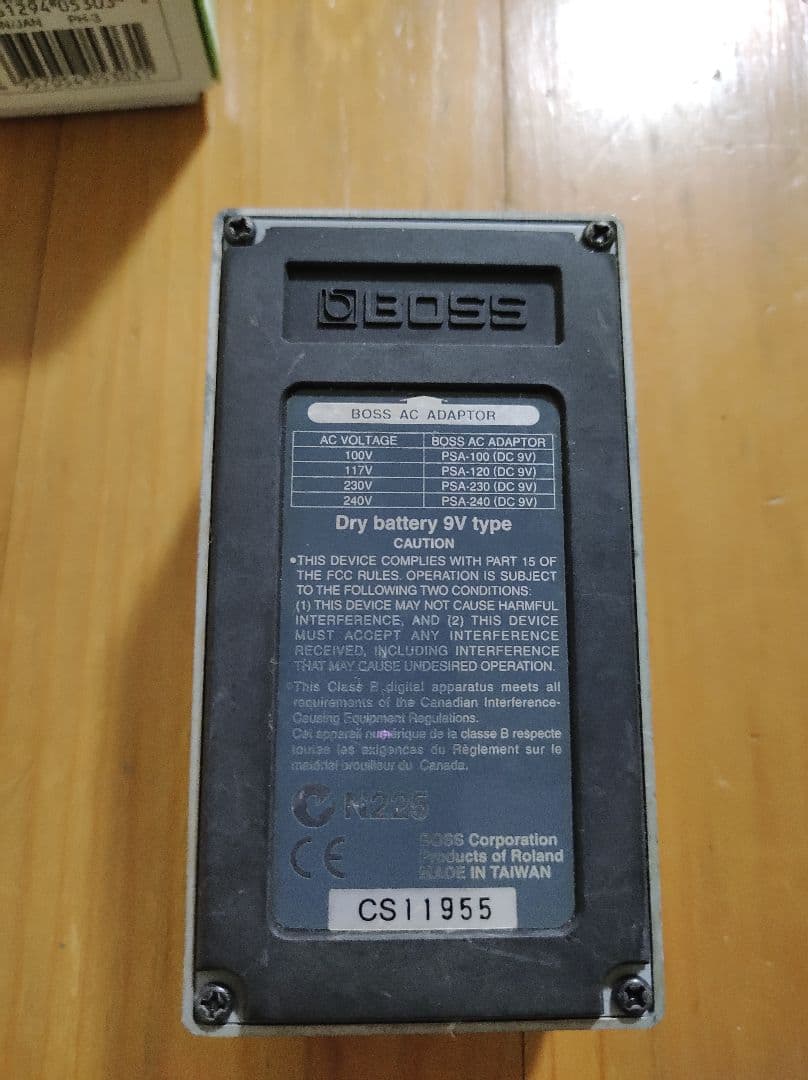 PH-3
BOSS
BOSS AC ADAPTOR
AC VOLTAGE BOSS AC ADAPTOR
100V PSA-100 (DC 9V)
117V PSA-120 (DC 9V)
230V PSA-230 (DC 9V)
240V PSA-240 (DC 9V)
Dry battery 9V type
CAUTION
•THIS DEVICE COMPLIES WITH PART 15 OF
THE FCC RULES. OPERATION IS SUBJECT
TO THE FOLLOWING TWO CONDITIONS:
(1) THIS DEVICE MAY NOT CAUSE HARMFUL
INTERFERENCE, AND (2) THIS DEVICE
MUST ACCEPT ANY INTERFERENCE
RECEIVED, INCLUDING INTERFERENCE
THAT MAY CAUSE UNDESIRED OPERATION.
•This Class B digital apparatus meets all
requirements of the Canadian Interference-
Causing Equipment Regulations.
Cet appareil numérique de la classe B respecte
toutes les exigences du Règlement sur le
matériel brouilleur du Canada.
N225
CE
BOSS Corporation
Products of Roland
MADE IN TAIWAN
CS11955